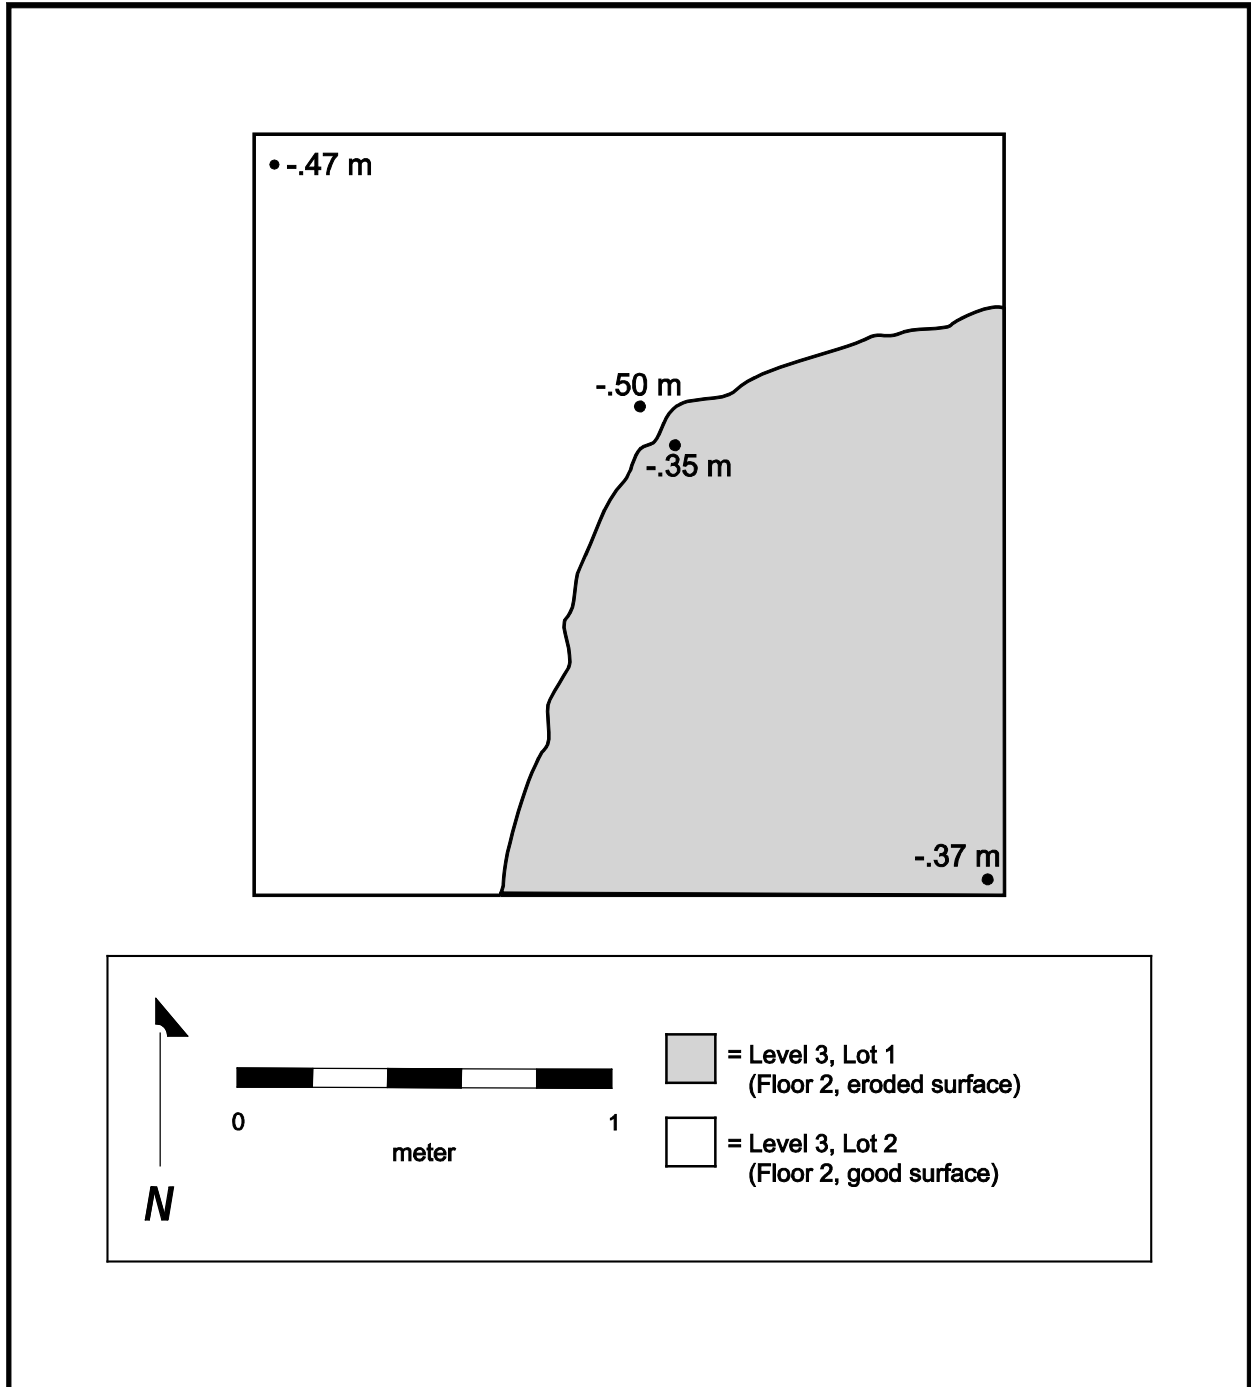 -.47 m
-.50 m
-.35 m
-.37 m
= Level 3, Lot 1
(Floor 2, eroded surface)
0 1
meter
= Level 3, Lot 2
(Floor 2, good surface)
N